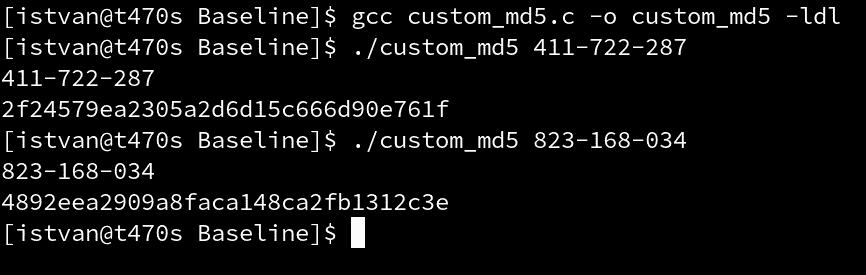 [istvan@t470s Baseline]$ gcc custom_md5.c -o custom_md5 -ldl
[istvan@t470s Baseline]$ ./custom_md5 411-722-287
411-722-287
2f24579ea2305a2d6d15c666d90e761f
[istvan@t470s Baseline]$ ./custom_md5 823-168-034
823-168-034
4892eea2909a8faca148ca2fb1312c3e
[istvan@t470s Baseline]$